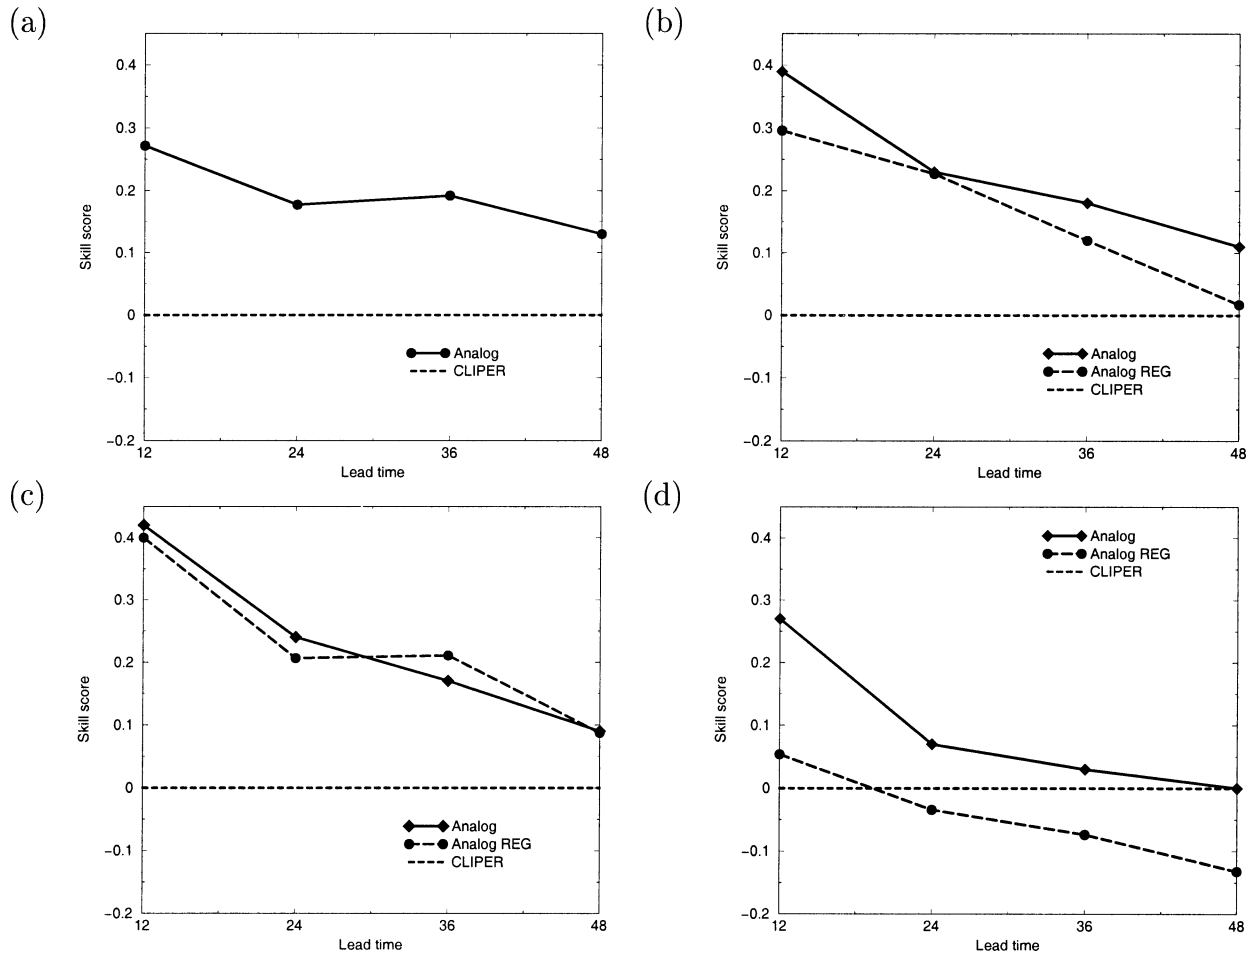 (a)
0.4
0.3
0.2
0.1
0
−0.1
−0.2
Skill score
12
24
36
48
Lead time
Analog
CLIPER
(b)
0.4
0.3
0.2
0.1
0
−0.1
−0.2
Skill score
12
24
36
48
Lead time
Analog
Analog REG
CLIPER
(c)
0.4
0.3
0.2
0.1
0
−0.1
−0.2
Skill score
12
24
36
48
Lead time
Analog
Analog REG
CLIPER
(d)
0.4
0.3
0.2
0.1
0
−0.1
−0.2
Skill score
12
24
36
48
Lead time
Analog
Analog REG
CLIPER